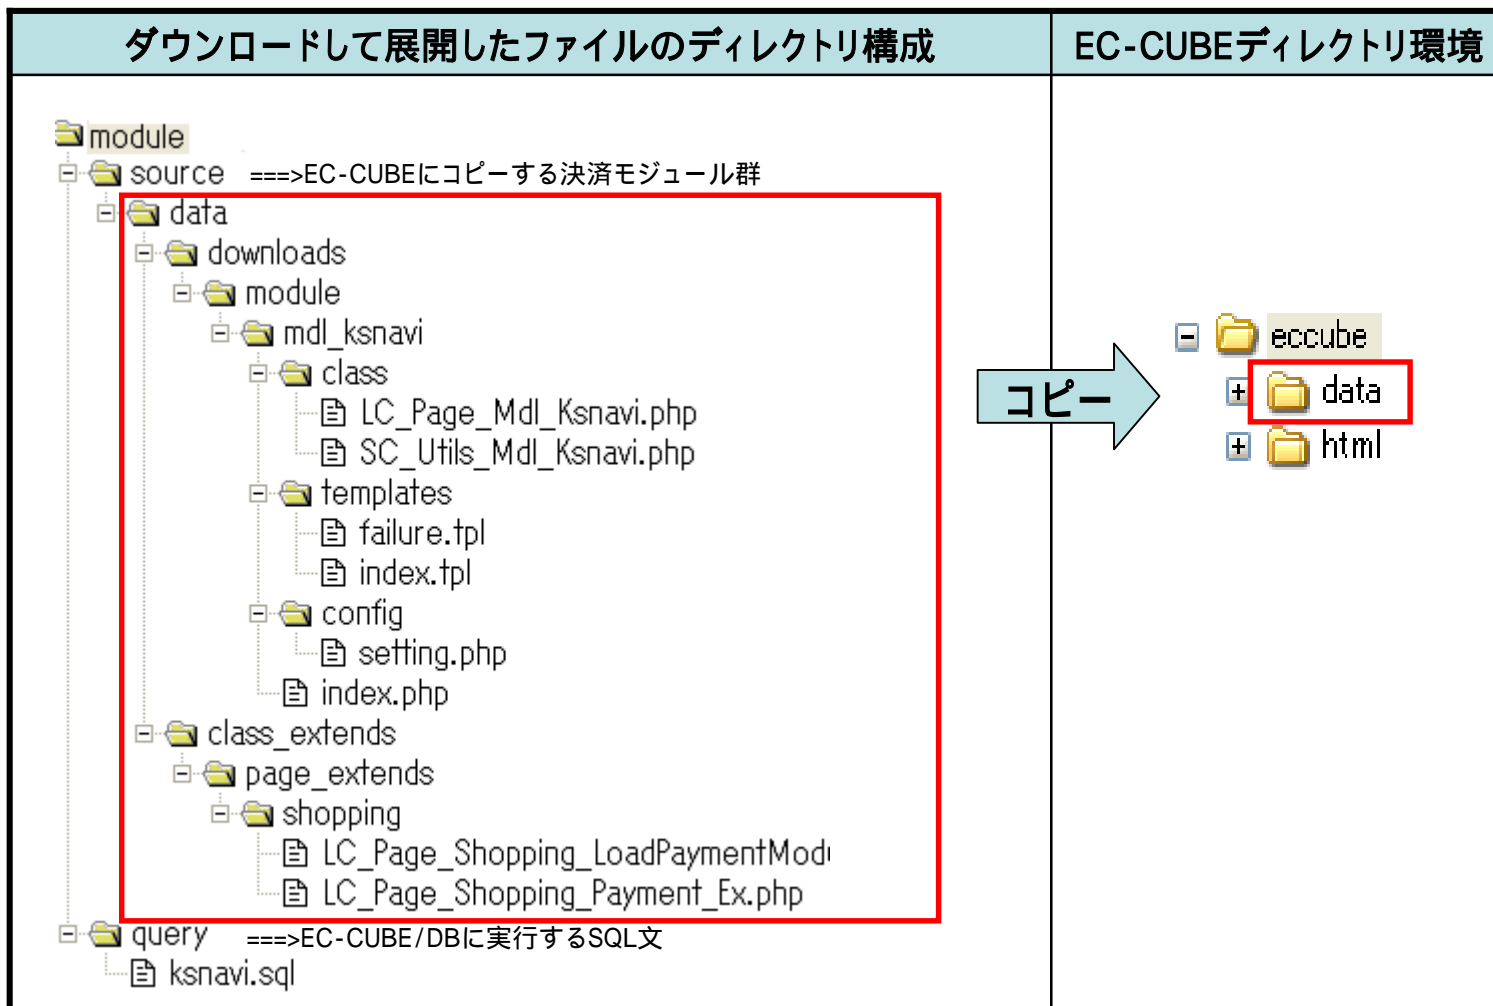 ダウンロードして展開したファイルのディレクトリ構成
EC-CUBEディレクトリ環境
module
source ===>EC-CUBEにコピーする決済モジュール群
data
downloads
module
mdl_ksnavi
class
LC_Page_Mdl_Ksnavi.php
SC_Utils_Mdl_Ksnavi.php
templates
failure.tpl
index.tpl
config
setting.php
index.php
class_extends
page_extends
shopping
LC_Page_Shopping_LoadPaymentMod
LC_Page_Shopping_Payment_Ex.php
query ===>EC-CUBE/DBに実行するSQL文
ksnavi.sql
コピー
eccube
data
html